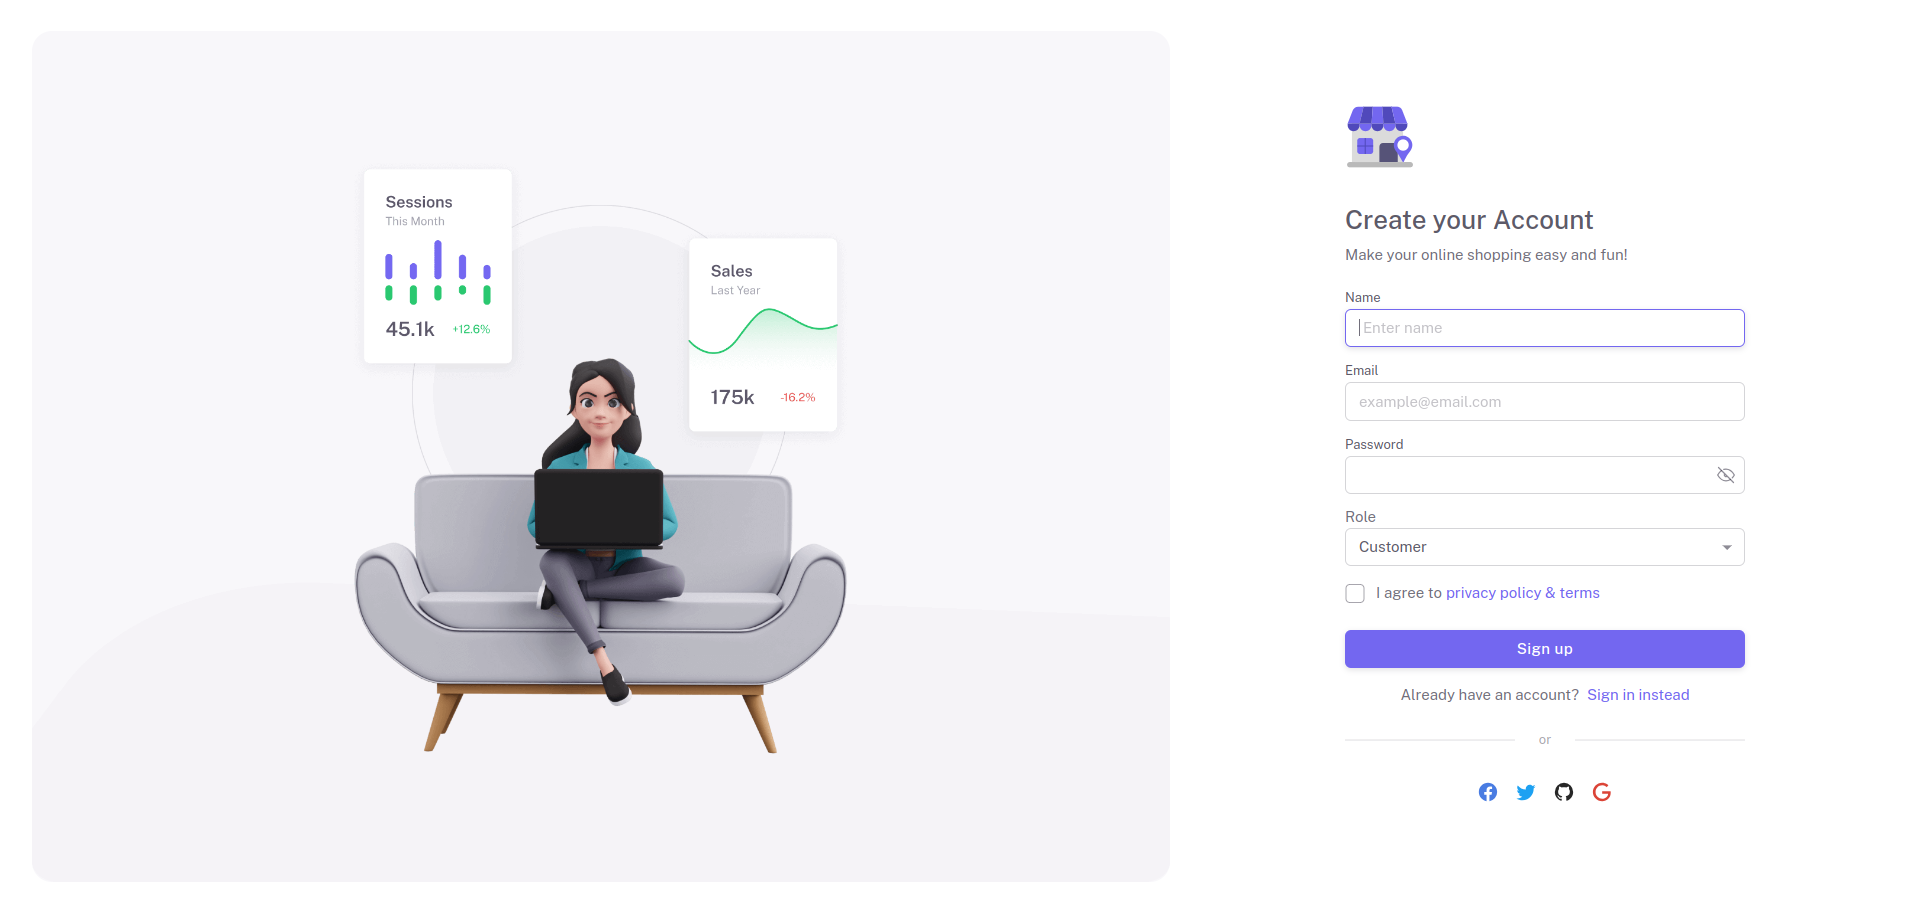 Sessions
This Month
45.1k +12.6%
Sales
Last Year
175k -16.2%
Create your Account
Make your online shopping easy and fun!
Name
Enter name
Email
example@email.com
Password
Role
Customer
I agree to privacy policy & terms
Sign up
Already have an account? Sign in instead
or